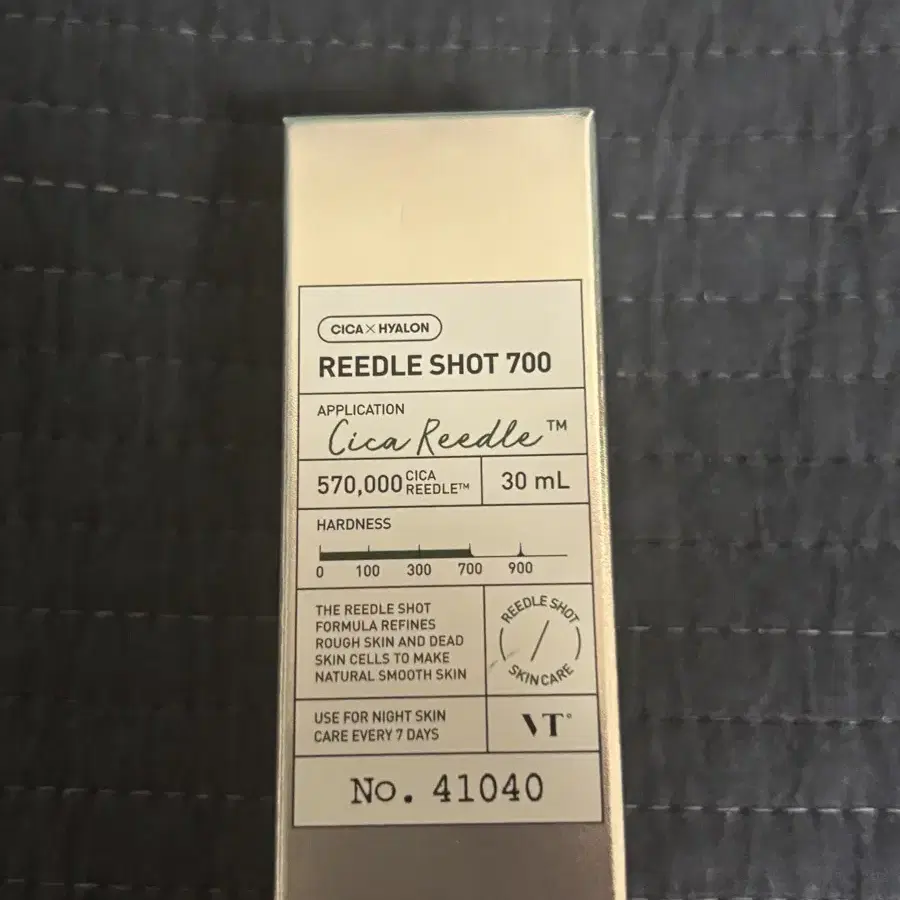 CICA×HYALON
REEDLE SHOT 700
APPLICATION
Cica Reedle™
570,000 CICA REEDLE™
30 mL
HARDNESS
0 100 300 700 900
THE REEDLE SHOT
FORMULA REFINES
ROUGH SKIN AND DEAD
SKIN CELLS TO MAKE
NATURAL SMOOTH SKIN
REEDLE SHOT
SKINCARE
USE FOR NIGHT SKIN
CARE EVERY 7 DAYS
VT
No. 41040